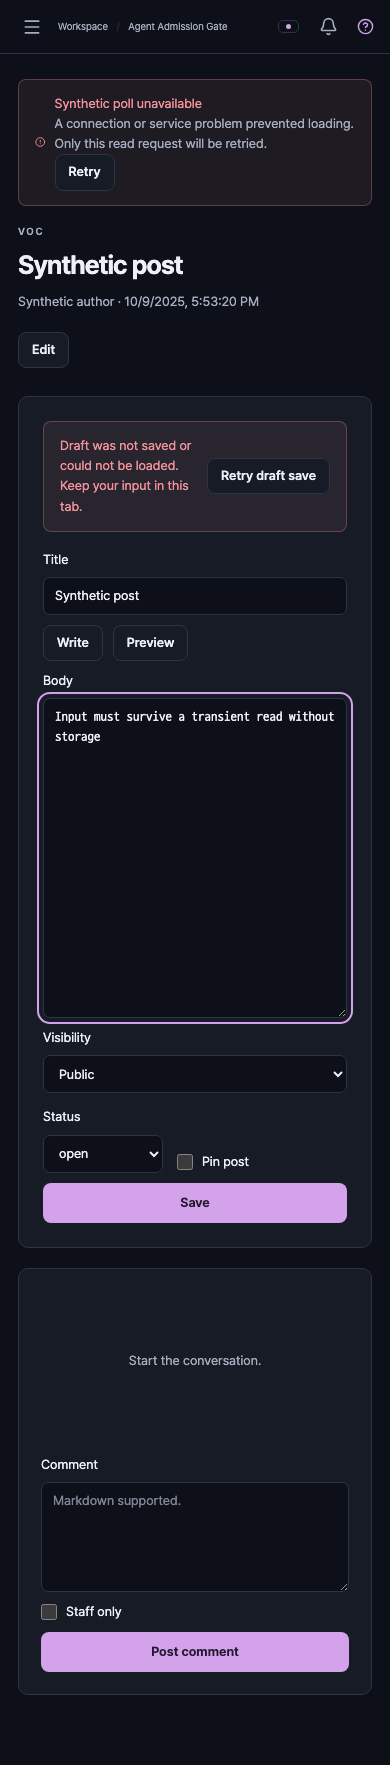 Workspace / Agent Admission Gate
Synthetic poll unavailable
A connection or service problem prevented loading.
Only this read request will be retried.
Retry
VOC
Synthetic post
Synthetic author · 10/9/2025, 5:53:20 PM
Edit
Draft was not saved or
could not be loaded.
Keep your input in this
tab.
Retry draft save
Title
Synthetic post
Write
Preview
Body
Input must survive a transient read without
storage
Visibility
Public
Status
open
Pin post
Save
Start the conversation.
Comment
Markdown supported.
Staff only
Post comment